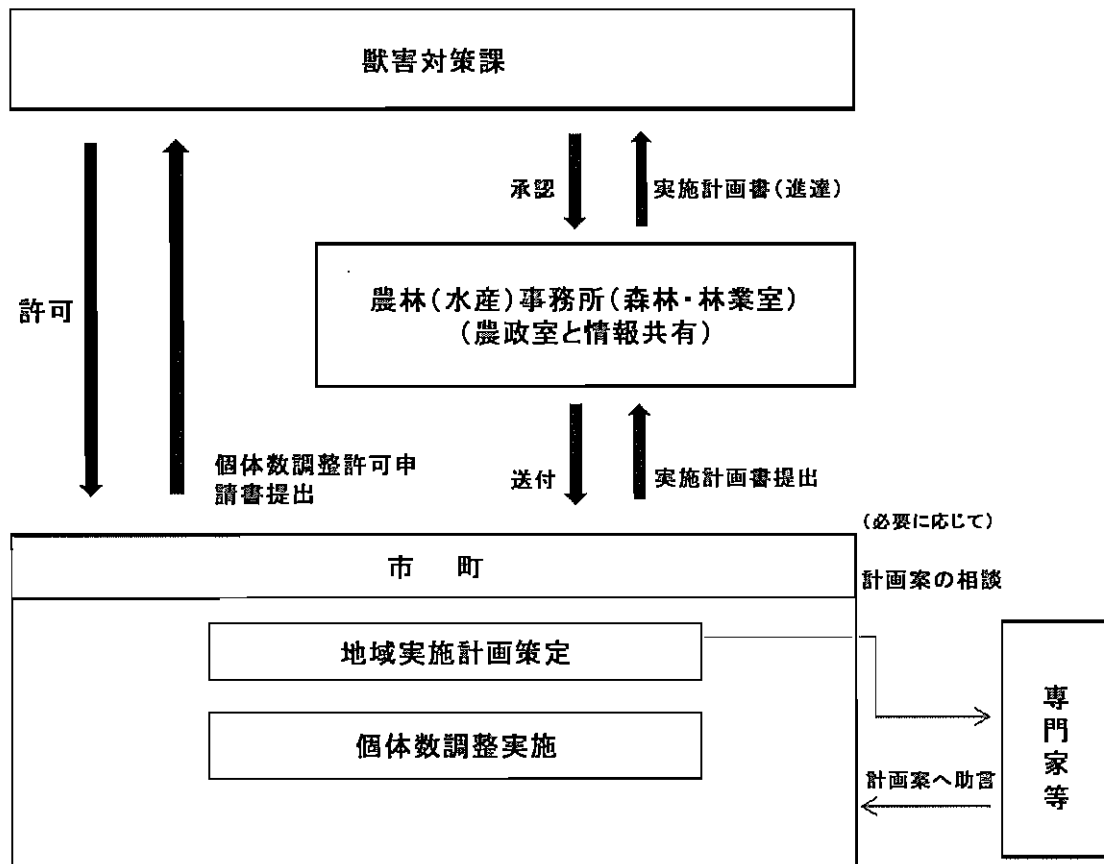 獣害対策課
承認
実施計画書(進達)
許可
農林(水産)事務所(森林・林業室)
(農政室と情報共有)
個体数調整許可申
請書提出
送付
実施計画書提出
(必要に応じて)
市 町
計画案の相談
地域実施計画策定
個体数調整実施
専門家等
計画案へ助言